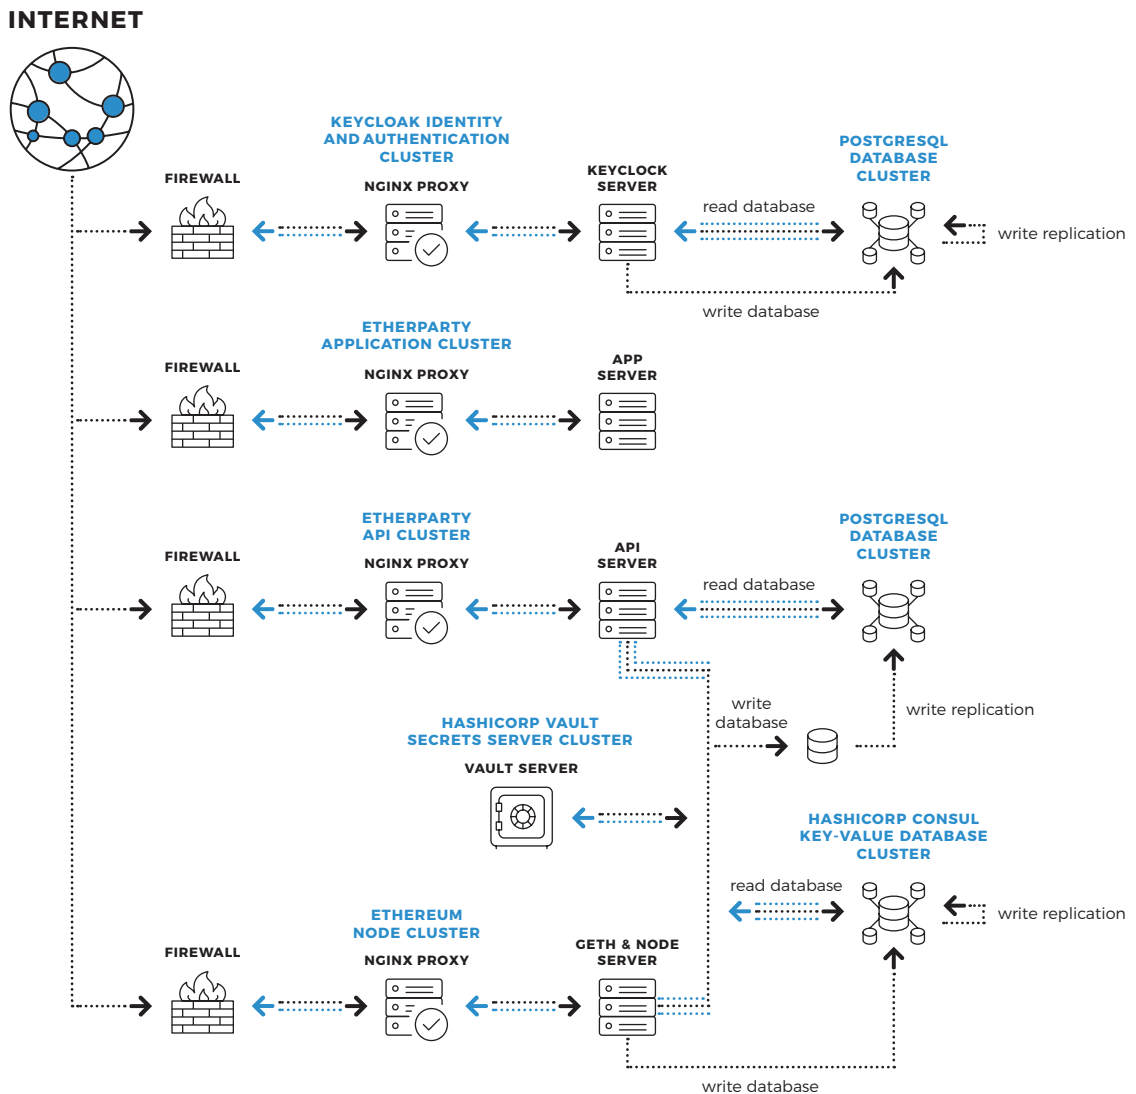 INTERNET
KEYCLOAK IDENTITY
AND AUTHENTICATION
CLUSTER
POSTGRESQL
DATABASE
CLUSTER
FIREWALL
NGINX PROXY
KEYCLOCK
SERVER
read database
write replication
write database
ETHERPARTY
APPLICATION CLUSTER
FIREWALL
NGINX PROXY
APP
SERVER
ETHERPARTY
API CLUSTER
POSTGRESQL
DATABASE
CLUSTER
FIREWALL
NGINX PROXY
API
SERVER
read database
write
database
write replication
HASHICORP VAULT
SECRETS SERVER CLUSTER
VAULT SERVER
HASHICORP CONSUL
KEY-VALUE DATABASE
CLUSTER
read database
write replication
ETHEREUM
NODE CLUSTER
FIREWALL
NGINX PROXY
GETH & NODE
SERVER
write database